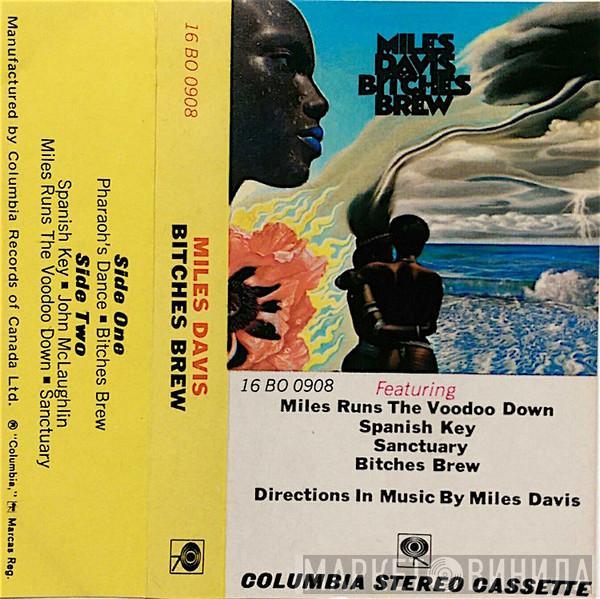 Manufactured by Columbia Records of Canada Ltd. ℗ "Columbia," Marcas Reg.
Side One
Pharaoh's Dance ▪ Bitches Brew
Side Two
Spanish Key ▪ John McLaughlin
Miles Runs The Voodoo Down ▪ Sanctuary
16 BO 0908
MILES DAVIS
BITCHES BREW
MILES
DAVIS
BITCHES
BREW
16 BO 0908 Featuring
Miles Runs The Voodoo Down
Spanish Key
Sanctuary
Bitches Brew
Directions In Music By Miles Davis
COLUMBIA STEREO CASSETTE
МАРКЕТ ВИНИЛА